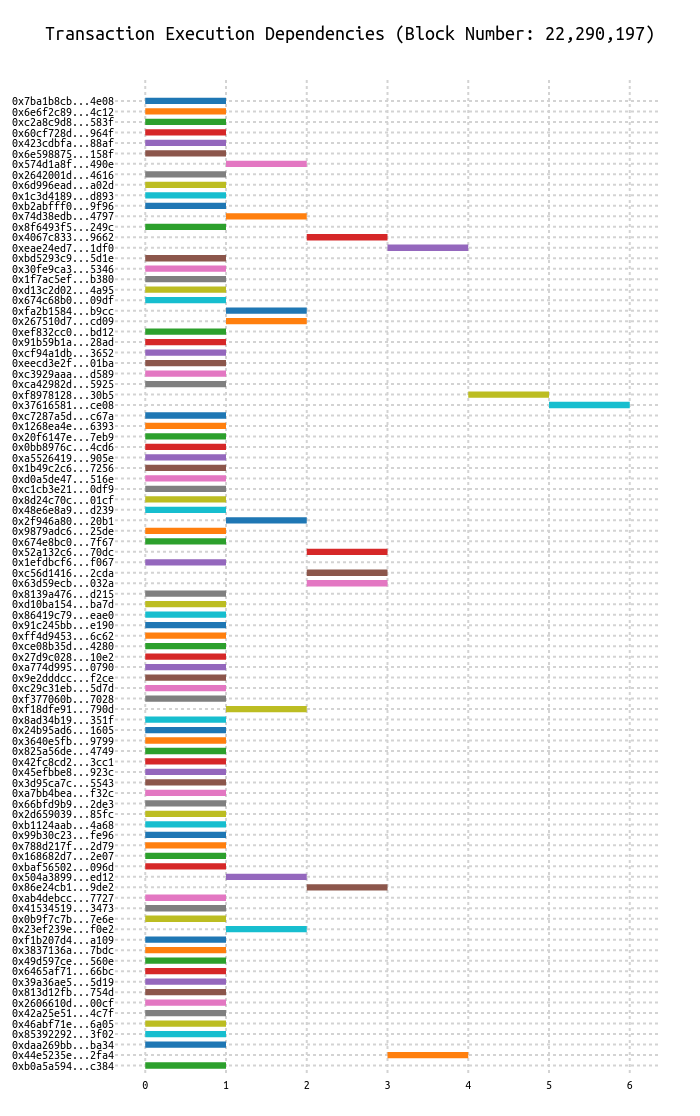 Transaction Execution Dependencies (Block Number: 22,290,197)
0x7ba1b8cb...4e08
0x6e6f2c89...4c12
0xc2a8c9d8...583f
0x60cf728d...964f
0x423cdbfa...88af
0x6e598875...158f
0x574d1a8f...490e
0x2642001d...4616
0x6d996ead...a02d
0x1c3d4189...d893
0xb2abfff0...9f96
0x74d38edb...4797
0x8f6493f5...249c
0x4067c833...9662
0xeae24ed7...1df0
0xbd5293c9...5d1e
0x30fe9ca3...5346
0x1f7ac5ef...b380
0xd13c2d02...4a95
0x674c68b0...09df
0xfa2b1584...b9cc
0x267510d7...cd09
0xef832cc0...bd12
0x91b59b1a...28ad
0xcf94a1db...3652
0xeecd3e2f...01ba
0xc3929aaa...d589
0xca42982d...5925
0xf8978128...30b5
0x37616581...ce08
0xc7287a5d...c67a
0x1268ea4e...6393
0x20f6147e...7eb9
0x0bb8976c...4cd6
0xa5526419...905e
0x1b49c2c6...7256
0xd0a5de47...516e
0xc1cb3e21...0df9
0x8d24c70c...01cf
0x48e6e8a9...d239
0x2f946a80...20b1
0x9879adc6...25de
0x674e8bc0...7f67
0x52a132c6...70dc
0x1efdbcf6...f067
0xc56d1416...2cda
0x63d59ecb...032a
0x8139a476...d215
0xd10ba154...ba7d
0x86419c79...eae0
0x91c245bb...e190
0xff4d9453...6c62
0xce08b35d...4280
0x27d9c028...10e2
0xa774d995...0790
0x9e2dddcc...f2ce
0xc29c31eb...5d7d
0xf377060b...7028
0xf18dfe91...790d
0x8ad34b19...351f
0x24b95ad6...1605
0x3640e5fb...9799
0x825a56de...4749
0x42fc8cd2...3cc1
0x45efbbe8...923c
0x3d95ca7c...5543
0xa7bb4bea...f32c
0x66bfd9b9...2de3
0x2d659039...85fc
0xb1124aab...4a68
0x99b30c23...fe96
0x788d217f...2d79
0x168682d7...2e07
0xbaf56502...096d
0x504a3899...ed12
0x86e24cb1...9de2
0xab4debcc...7727
0x41534519...3473
0x0b9f7c7b...7e6e
0x23ef239e...f0e2
0xf1b207d4...a109
0x3837136a...7bdc
0x49d597ce...560e
0x6465af71...66bc
0x39a36ae5...5d19
0x813d12fb...754d
0x2606610d...00cf
0x42a25e51...4c7f
0x46abf71e...6a05
0x85392292...3f02
0xdaa269bb...ba34
0x44e5235e...2fa4
0xb0a5a594...c384
0 1 2 3 4 5 6